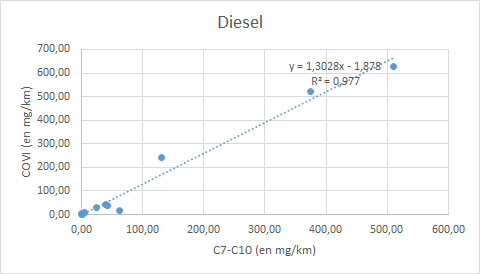 Diesel
700,00
600,00
500,00
400,00
300,00
200,00
100,00
0,00
COVI (en mg/km)
y = 1,3028x - 1,878
R² = 0,977
0,00 100,00 200,00 300,00 400,00 500,00 600,00
C7-C10 (en mg/km)